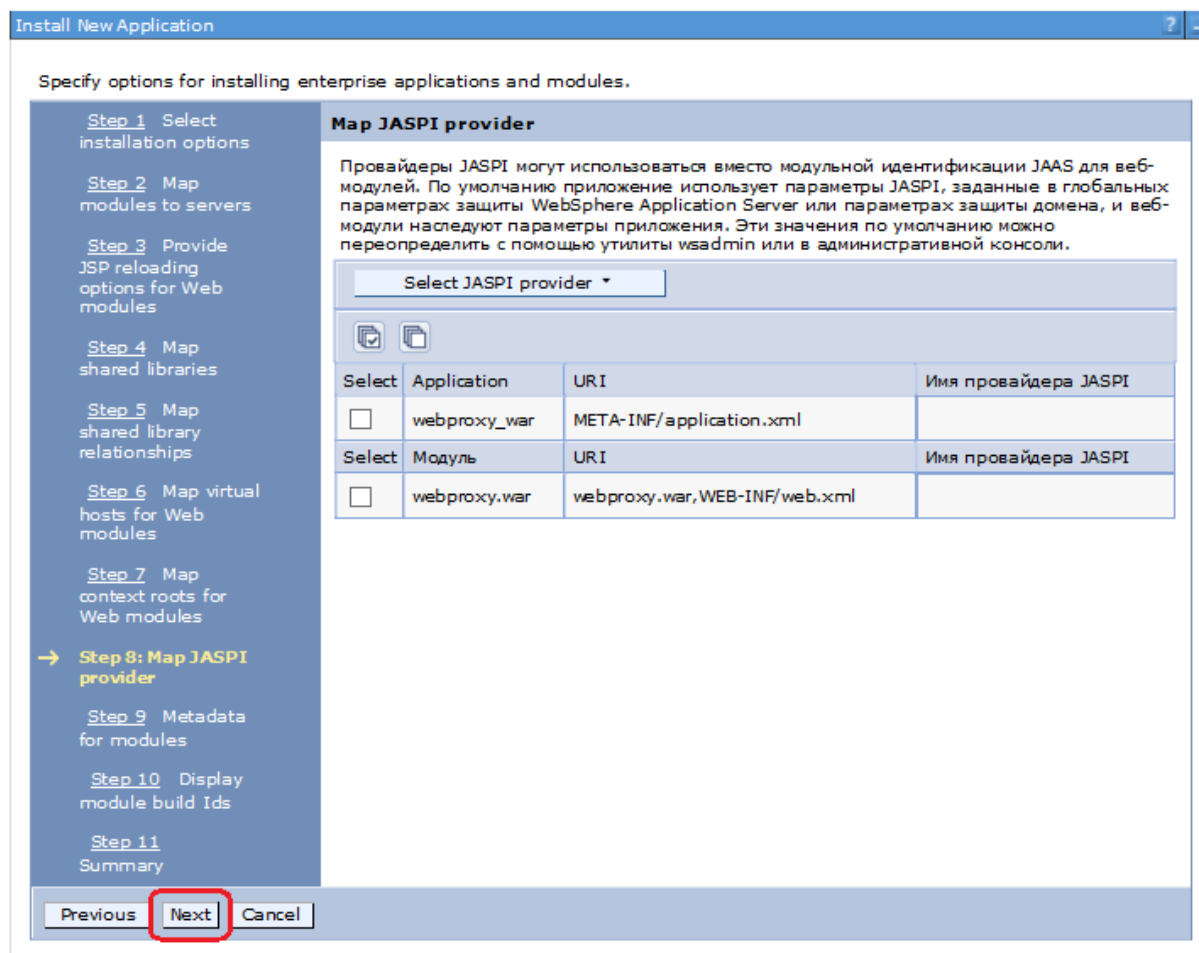 Install New Application
?
Specify options for installing enterprise applications and modules.
Step 1 Select
installation options
Step 2 Map
modules to servers
Step 3 Provide
JSP reloading
options for Web
modules
Step 4 Map
shared libraries
Step 5 Map
shared library
relationships
Step 6 Map virtual
hosts for Web
modules
Step 7 Map
context roots for
Web modules
Step 8: Map JASPI
provider
Step 9 Metadata
for modules
Step 10 Display
module build Ids
Step 11
Summary
Map JASPI provider
Провайдеры JASPI могут использоваться вместо модульной идентификации JAAS для веб-
модулей. По умолчанию приложение использует параметры JASPI, заданные в глобальных
параметрах защиты WebSphere Application Server или параметрах защиты домена, и веб-
модули наследуют параметры приложения. Эти значения по умолчанию можно
переопределить с помощью утилиты wsadmin или в административной консоли.
Select JASPI provider
Select Application URI Имя провайдера JASPI
webproxy_war META-INF/application.xml
Select Модуль URI Имя провайдера JASPI
webproxy.war webproxy.war,WEB-INF/web.xml
Previous Next Cancel